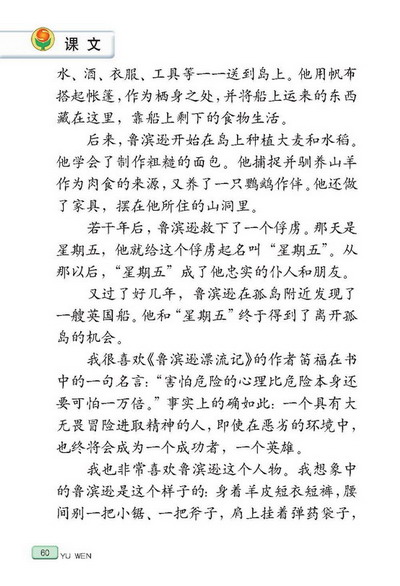 课文
水、酒、衣服、工具等一一送到岛上。他用帆布
搭起帐篷，作为栖身之处，并将船上运来的东西
藏在这里，靠船上剩下的食物生活。
后来，鲁滨逊开始在岛上种植大麦和水稻。
他学会了制作粗糙的面包。他捕捉并驯养山羊
作为肉食的来源，又养了一只鹦鹉作伴。他还做
了家具，摆在他所住的山洞里。
若干年后，鲁滨逊救下了一个俘虏。那天是
星期五，他就给这个俘虏起名叫“星期五”。从
那以后，“星期五”成了他忠实的仆人和朋友。
又过了好几年，鲁滨逊在孤岛附近发现了
一艘英国船。他和“星期五”终于得到了离开孤
岛的机会。
我很喜欢《鲁滨逊漂流记》的作者笛福在书
中的一句名言：“害怕危险的心理比危险本身还
要可怕一万倍。”事实上的确如此：一个具有大
无畏冒险进取精神的人，即使在恶劣的环境中，
也终将会成为一个成功者，一个英雄。
我也非常喜欢鲁滨逊这个人物。我想象中
的鲁滨逊是这个样子的：身着羊皮短衣短裤，腰
间别一把小锯、一把斧子，肩上挂着弹药袋子，
60
YU WEN